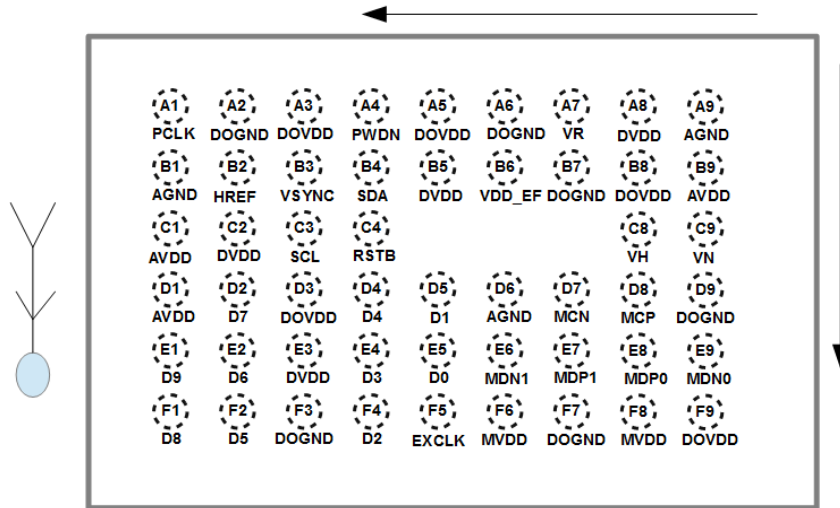 A1 A2 A3 A4 A5 A6 A7 A8 A9
PCLK DOGND DOVDD PWDN DOVDD DOGND VR DVDD AGND
B1 B2 B3 B4 B5 B6 B7 B8 B9
AGND HREF VSYNC SDA DVDD VDD_EF DOGND DOVDD AVDD
C1 C2 C3 C4 C8 C9
AVDD DVDD SCL RSTB VH VN
D1 D2 D3 D4 D5 D6 D7 D8 D9
AVDD D7 DOVDD D4 D1 AGND MCN MCP DOGND
E1 E2 E3 E4 E5 E6 E7 E8 E9
D9 D6 DVDD D3 D0 MDN1 MDP1 MDP0 MDN0
F1 F2 F3 F4 F5 F6 F7 F8 F9
D8 D5 DOGND D2 EXCLK MVDD DOGND MVDD DOVDD